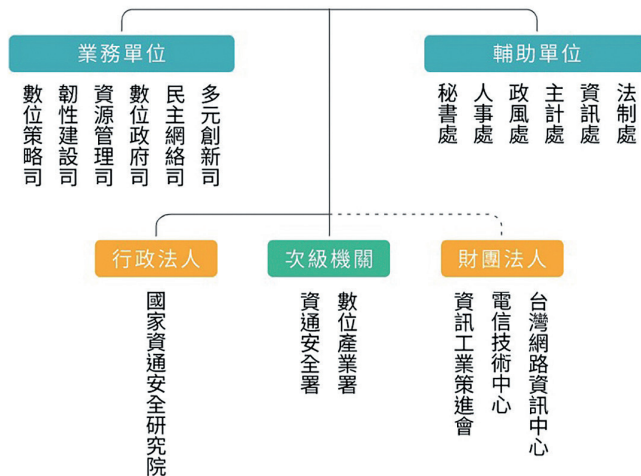 業務單位
數位策略司
韌性建設司
資源管理司
數位政府司
民主網絡司
多元創新司
輔助單位
秘書處
人事處
政風處
主計處
資訊處
法制處
行政法人
國家資通安全研究院
次級機關
資通安全署
數位產業署
財團法人
資訊工業策進會
電信技術中心
台灣網路資訊中心